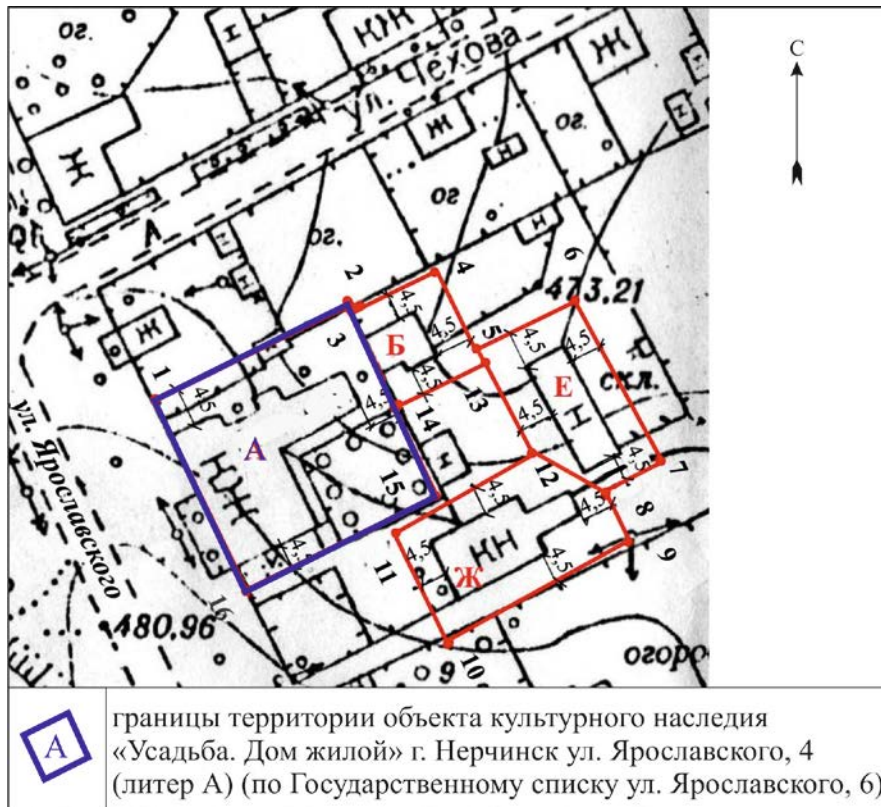 ог.
Н
КЖ
Ж
С
ул. Чехова
Ж
Н
ог.
Ж
Н
ог.
Н
А
Н
ог.
ог.
Н
Н
2
4
6
473.21
Ж
3
4,5
4,5
5
4,5
4,5
1
4,5
Б
Е
скл.
4,5
4,5
13
4,5
Н
ул. Ярославского
А
14
Н
12
4,5
7
КЖ
15
8
4,5
4,5
КН
9
16
11
Ж
4,5
480.96
10
9
огоро
А
границы территории объекта культурного наследия
«Усадьба. Дом жилой» г. Нерчинск ул. Ярославского, 4
(литер А) (по Государственному списку ул. Ярославского, 6)